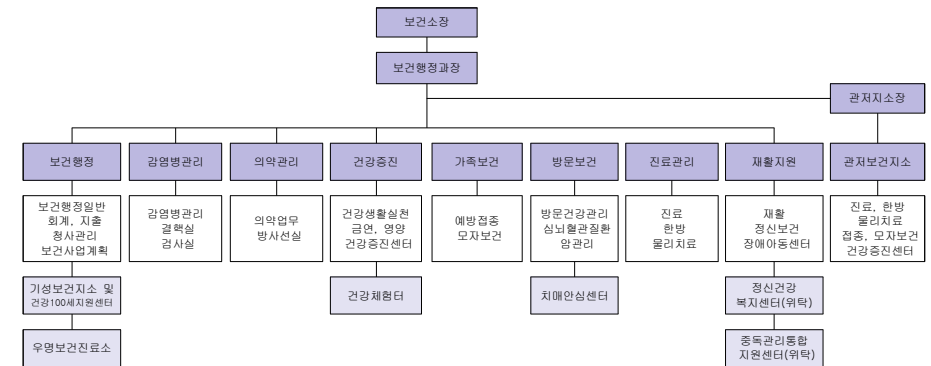 보건소장
보건행정과장
관저지소장
보건행정
감염병관리
의약관리
건강증진
가족보건
방문보건
진료관리
재활지원
관저보건지소
보건행정일반
회계, 지출
청사관리
보건사업계획
감염병관리
결핵실
검사실
의약업무
방사선실
건강생활실천
금연, 영양
건강증진센터
예방접종
모자보건
방문건강관리
심뇌혈관질환
암관리
진료
한방
물리치료
재활
정신보건
장애아동센터
진료, 한방
물리치료
접종, 모자보건
건강증진센터
기성보건지소 및
건강100세지원센터
건강체험터
치매안심센터
정신건강
복지센터(위탁)
우명보건진료소
중독관리통합
지원센터(위탁)